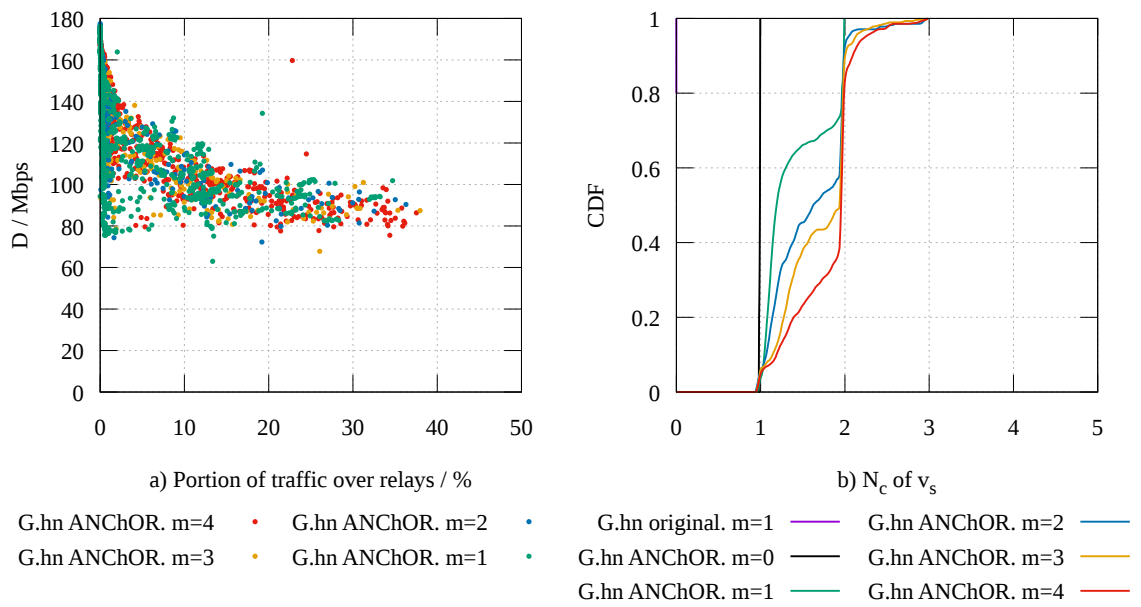 180
160
140
120
100
80
60
40
20
0
D / Mbps
0 10 20 30 40 50
a) Portion of traffic over relays / %
G.hn ANChOR. m=4 G.hn ANChOR. m=2
G.hn ANChOR. m=3 G.hn ANChOR. m=1
1
0.8
0.6
0.4
0.2
0
CDF
0 1 2 3 4 5
b) N_c of v_s
G.hn original. m=1 G.hn ANChOR. m=2
G.hn ANChOR. m=0 G.hn ANChOR. m=3
G.hn ANChOR. m=1 G.hn ANChOR. m=4